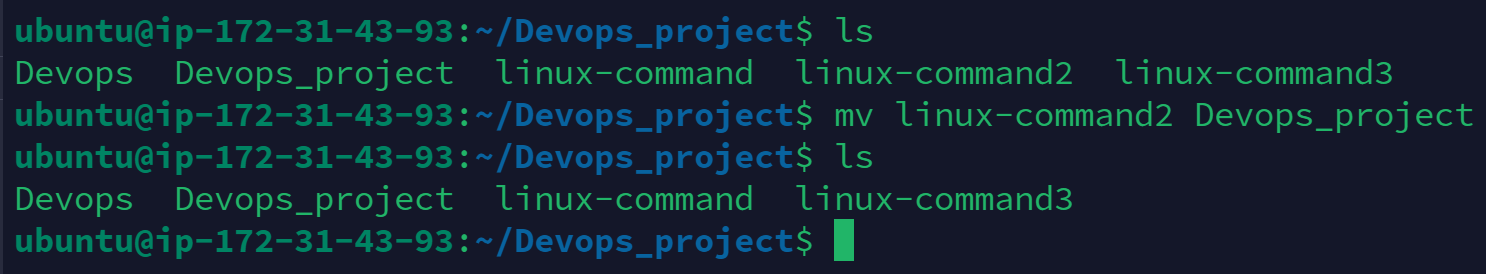 ubuntu@ip-172-31-43-93:~/Devops_project$ ls
Devops  Devops_project  linux-command  linux-command2  linux-command3
ubuntu@ip-172-31-43-93:~/Devops_project$ mv linux-command2 Devops_project
ubuntu@ip-172-31-43-93:~/Devops_project$ ls
Devops  Devops_project  linux-command  linux-command3
ubuntu@ip-172-31-43-93:~/Devops_project$